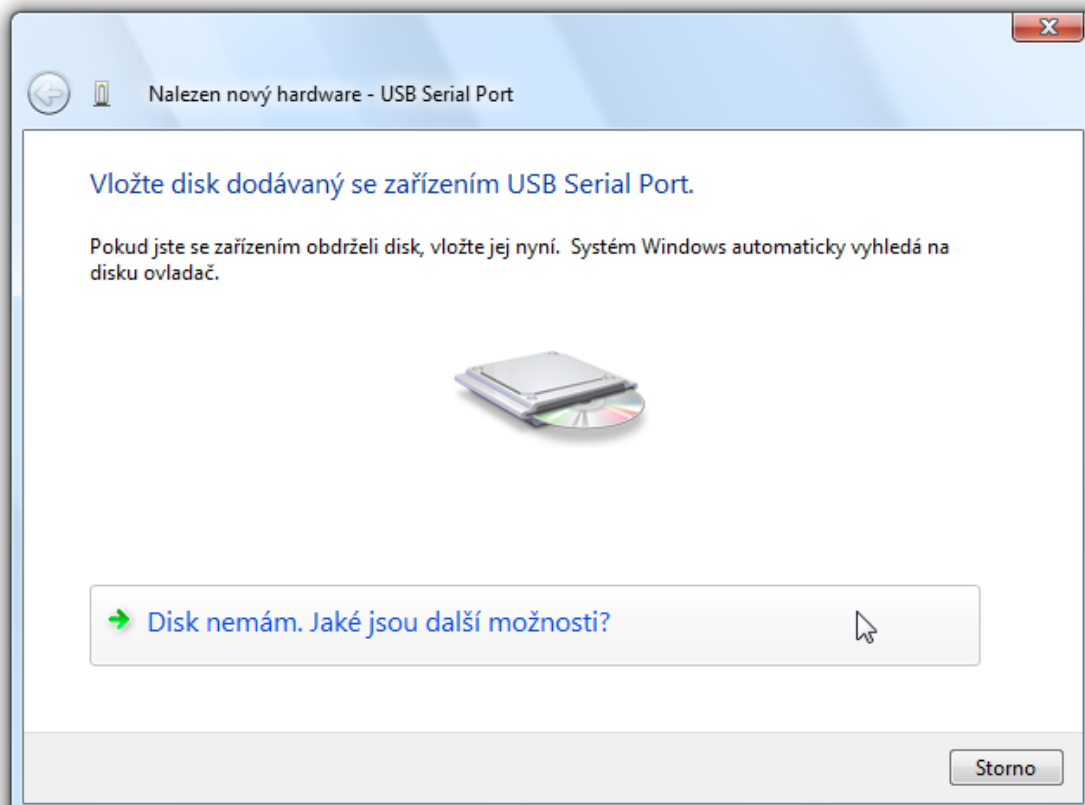 Nalezen nový hardware - USB Serial Port
Vložte disk dodávaný se zařízením USB Serial Port.
Pokud jste se zařízením obdrželi disk, vložte jej nyní.  Systém Windows automaticky vyhledá na
disku ovladač.
Disk nemám. Jaké jsou další možnosti?
Storno